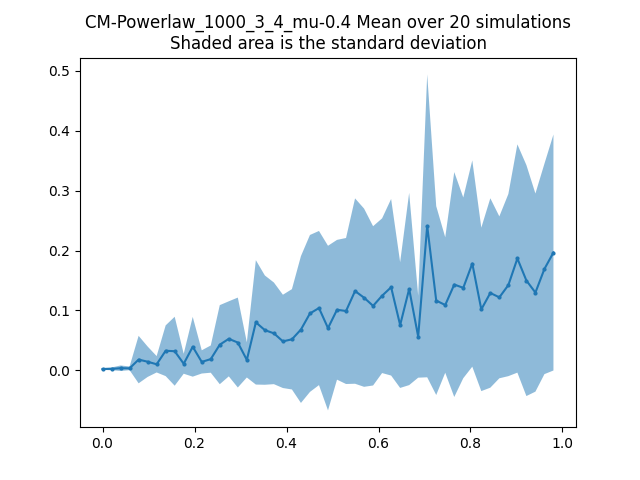 CM-Powerlaw_1000_3_4_mu-0.4 Mean over 20 simulations
Shaded area is the standard deviation
0.5
0.4
0.3
0.2
0.1
0.0
0.0 0.2 0.4 0.6 0.8 1.0